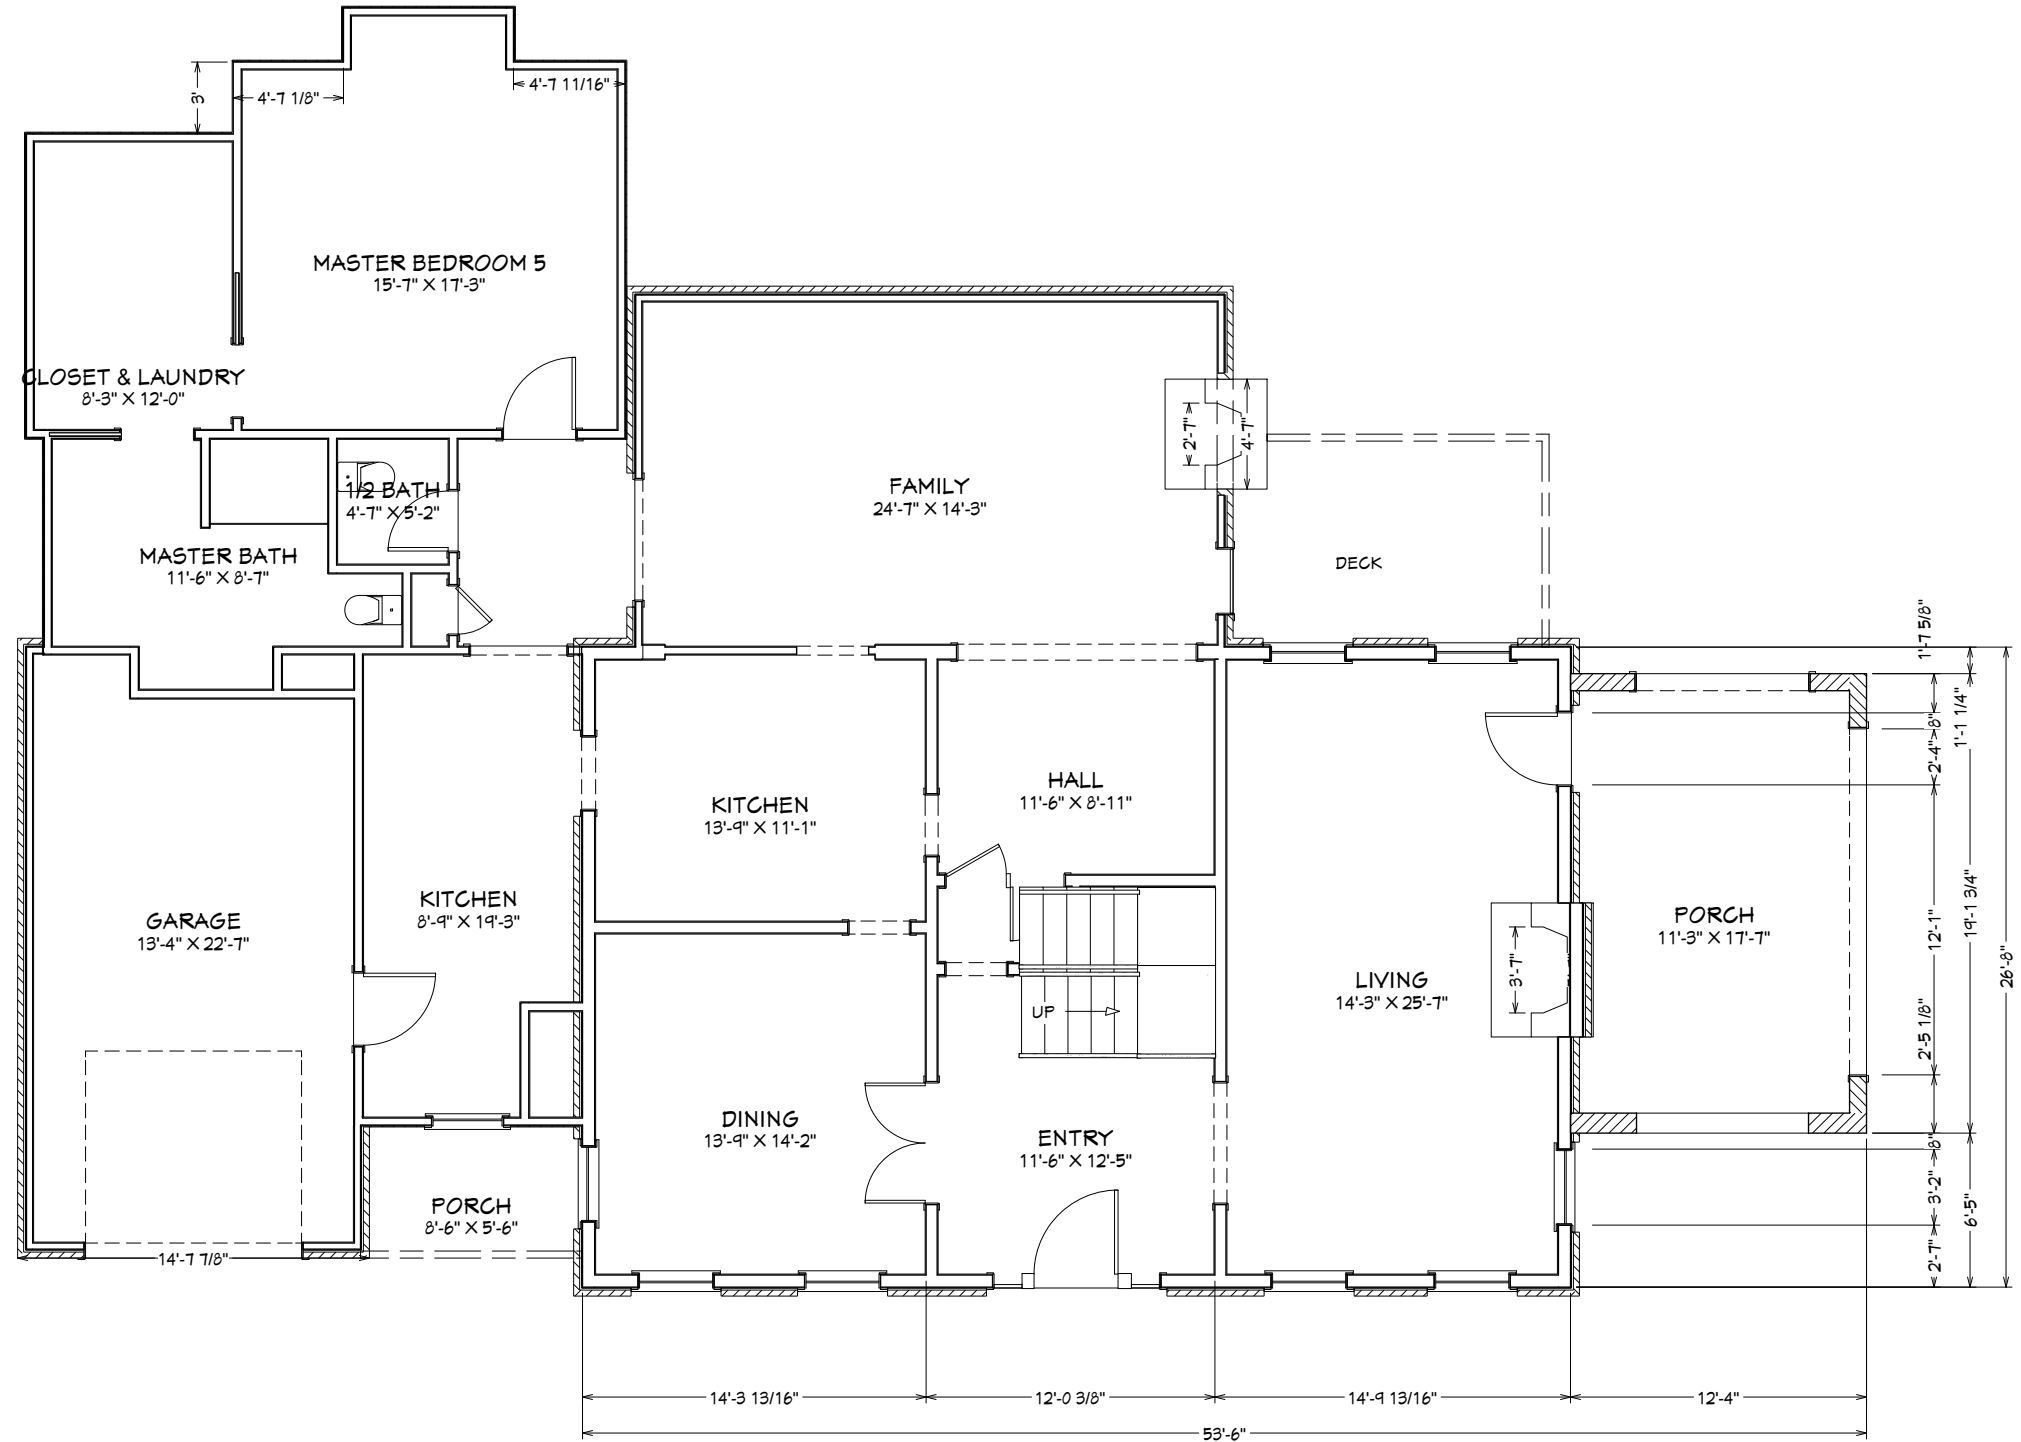 3'
4'-7 1/8"
4'-7 11/16"
MASTER BEDROOM 5
15'-7" X 17'-3"
CLOSET & LAUNDRY
8'-3" X 12'-0"
1/2 BATH
4'-7" X 5'-2"
MASTER BATH
11'-6" X 8'-7"
FAMILY
24'-7" X 14'-3"
2'-7"
4'-7"
DECK
KITCHEN
13'-9" X 11'-1"
HALL
11'-6" X 8'-11"
KITCHEN
8'-9" X 19'-3"
GARAGE
13'-4" X 22'-7"
UP
LIVING
14'-3" X 25'-7"
3'-7"
PORCH
11'-3" X 17'-7"
DINING
13'-9" X 14'-2"
ENTRY
11'-6" X 12'-5"
PORCH
8'-6" X 5'-6"
14'-7 7/8"
1'-7 5/8"
1'-1 1/4"
2'-4"
8"
12'-1"
19'-1 3/4"
26'-8"
2'-5 1/8"
8"
3'-2"
6'-5"
2'-7"
14'-3 13/16"
12'-0 3/8"
14'-9 13/16"
12'-4"
53'-6"